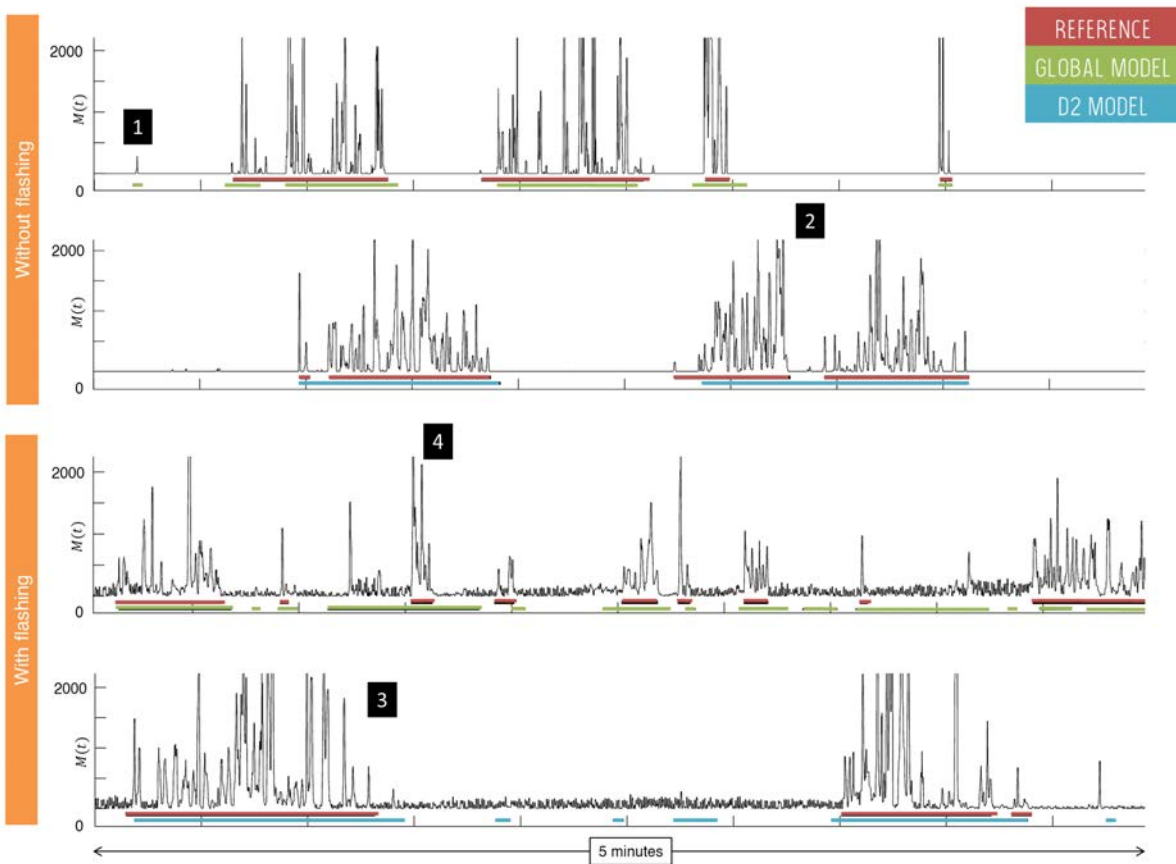 REFERENCE
GLOBAL MODEL
D2 MODEL
Without flashing
2000
M(t)
0
1
2000
M(t)
0
2
With flashing
2000
M(t)
0
4
2000
M(t)
0
3
5 minutes